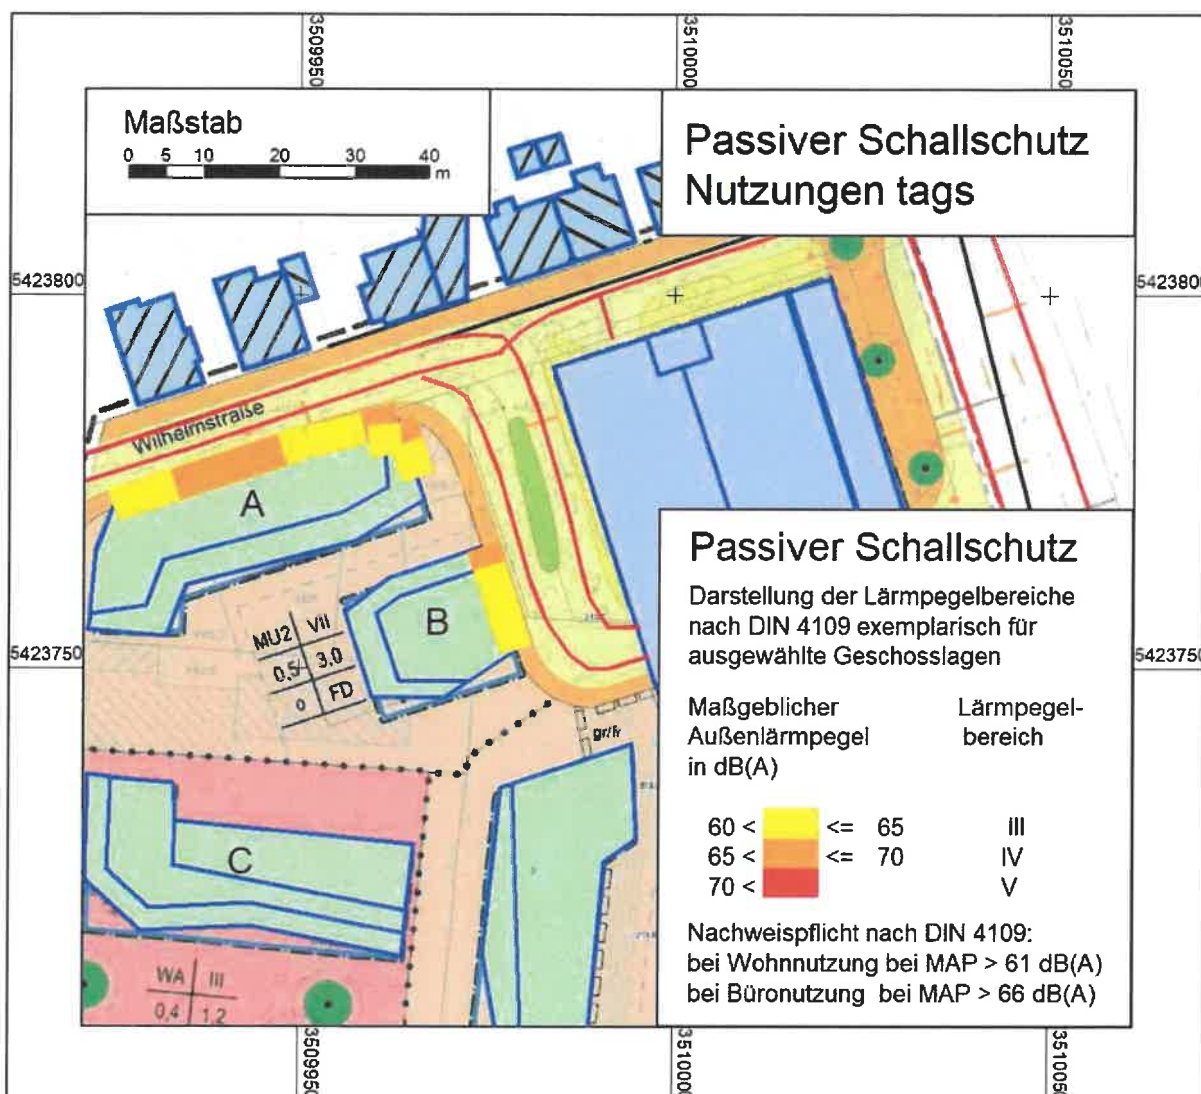 3509950
3510000
3510050
Maßstab
0 5 10 20 30 40
m
Passiver Schallschutz
Nutzungen tags
5423800
5423800
Wilhelmstraße
A
B
MU2 VII
0,5 3,0
o FD
5423750
5423750
gr/fr
C
WA III
0,4 1,2
Passiver Schallschutz
Darstellung der Lärmpegelbereiche
nach DIN 4109 exemplarisch für
ausgewählte Geschosslagen
Maßgeblicher Lärmpegel-
Außenlärmpegel bereich
in dB(A)
60 < <= 65 III
65 < <= 70 IV
70 < V
Nachweispflicht nach DIN 4109:
bei Wohnnutzung bei MAP > 61 dB(A)
bei Büronutzung bei MAP > 66 dB(A)
3509950
3510000
3510050